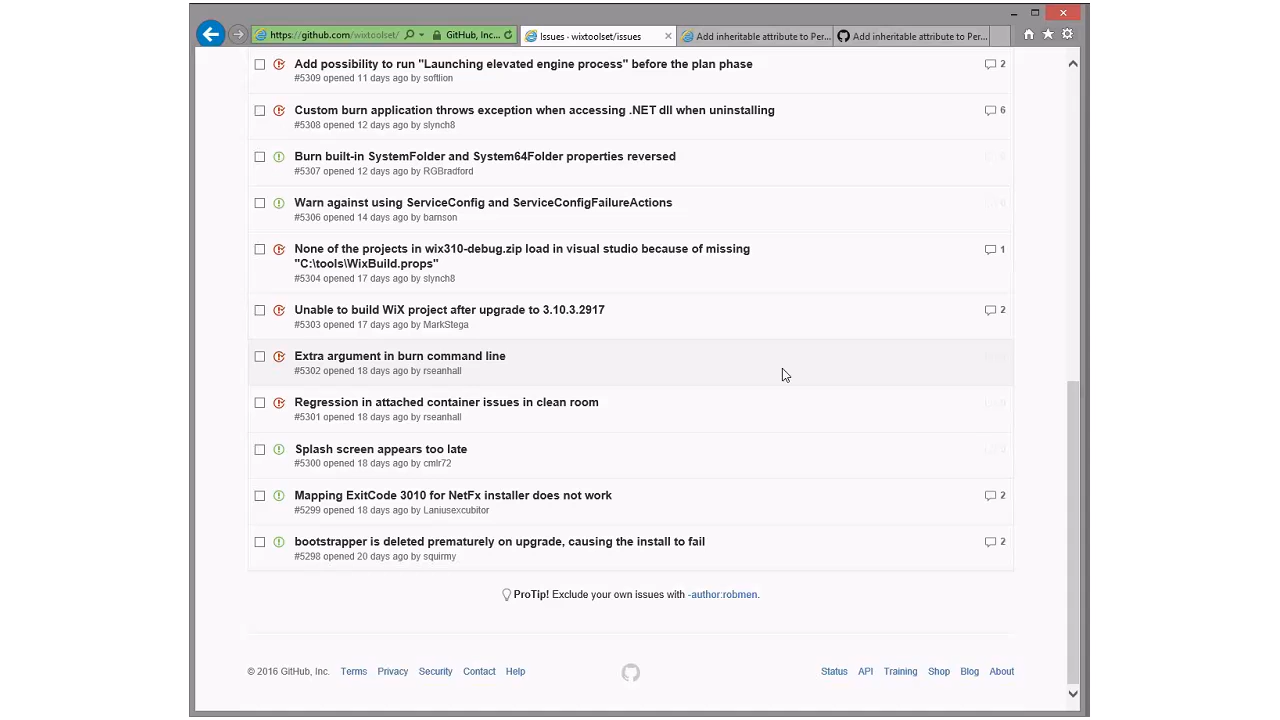 https://github.com/wixtoolset/
GitHub, Inc...
Issues - wixtoolset/issues
Add inheritable attribute to Per...
Add inheritable attribute to Per...
Add possibility to run "Launching elevated engine process" before the plan phase
2
#5309 opened 11 days ago by softlion
Custom burn application throws exception when accessing .NET dll when uninstalling
6
#5308 opened 12 days ago by slynch8
Burn built-in SystemFolder and System64Folder properties reversed
#5307 opened 12 days ago by RGBradford
Warn against using ServiceConfig and ServiceConfigFailureActions
#5306 opened 14 days ago by barnson
None of the projects in wix310-debug.zip load in visual studio because of missing
1
"C:\tools\WixBuild.props"
#5304 opened 17 days ago by slynch8
Unable to build WiX project after upgrade to 3.10.3.2917
2
#5303 opened 17 days ago by MarkStega
Extra argument in burn command line
#5302 opened 18 days ago by rseanhall
Regression in attached container issues in clean room
#5301 opened 18 days ago by rseanhall
Splash screen appears too late
#5300 opened 18 days ago by cmlr72
Mapping ExitCode 3010 for NetFx installer does not work
2
#5299 opened 18 days ago by Laniusexcubitor
bootstrapper is deleted prematurely on upgrade, causing the install to fail
2
#5298 opened 20 days ago by squirmy
ProTip! Exclude your own issues with -author:robmen.
© 2016 GitHub, Inc. Terms Privacy Security Contact Help
Status API Training Shop Blog About